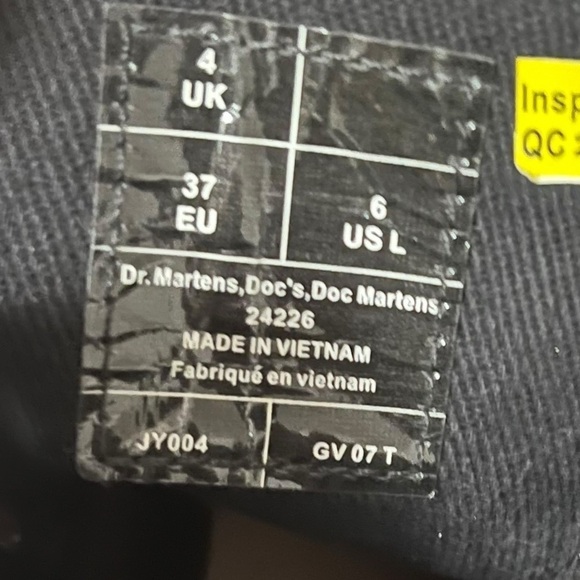 4
UK
37
EU
6
US L
Dr. Martens,Doc's,Doc Martens
24226
MADE IN VIETNAM
Fabriqué en vietnam
JY004
GV 07 T
QC